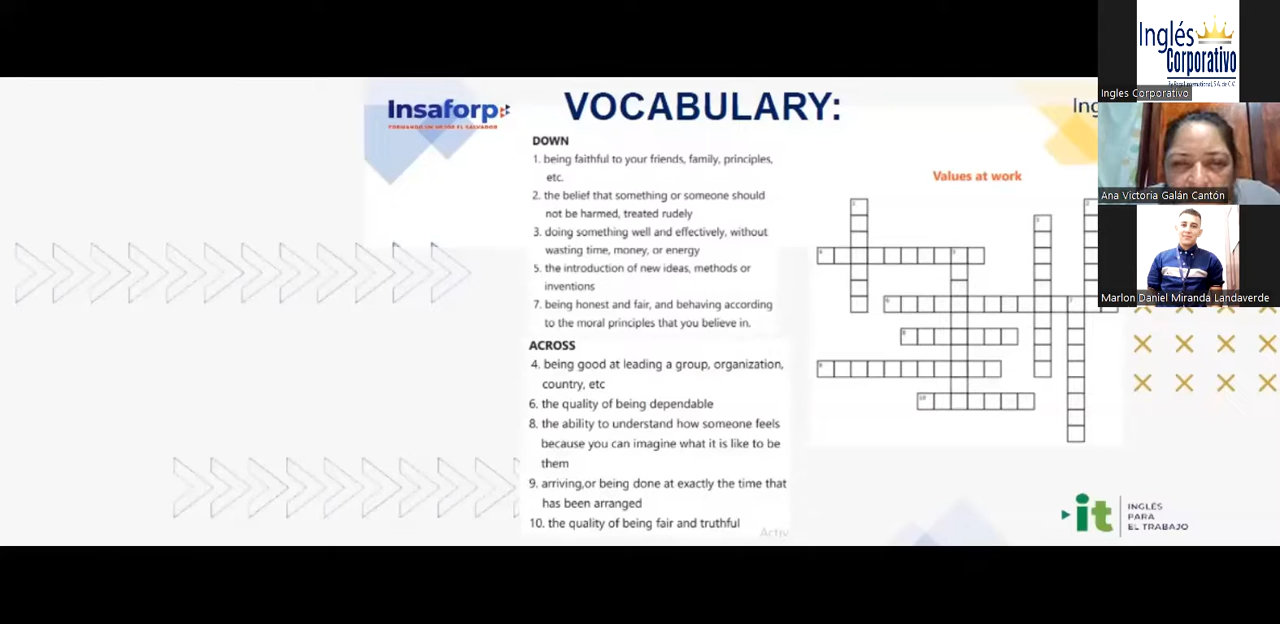 Insaforp
FORMANDO UN MEJOR EL SALVADOR
VOCABULARY:
DOWN
1. being faithful to your friends, family, principles,
etc.
2. the belief that something or someone should
not be harmed, treated rudely
3. doing something well and effectively, without
wasting time, money, or energy
5. the introduction of new ideas, methods or
inventions
7. being honest and fair, and behaving according
to the moral principles that you believe in.
ACROSS
4. being good at leading a group, organization,
country, etc
6. the quality of being dependable
8. the ability to understand how someone feels
because you can imagine what it is like to be
them
9. arriving,or being done at exactly the time that
has been arranged
10. the quality of being fair and truthful
Activ
Values at work
Ing
Inglés
Corporativo
Ingles Corporativo
Ana Victoria Galán Cantón
Marlon Daniel Miranda Landaverde
it
INGLÉS
PARA
EL TRABAJO